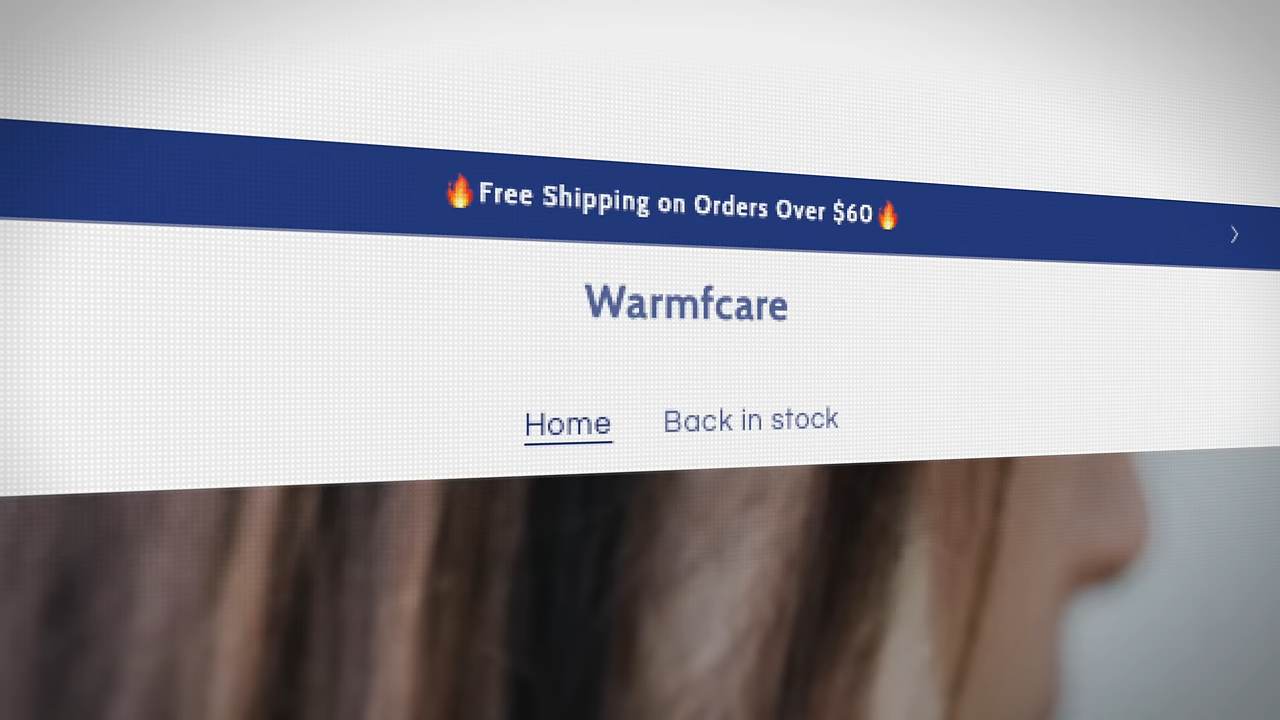 🔥Free Shipping on Orders Over $60🔥
Warmfcare
Home Back in stock